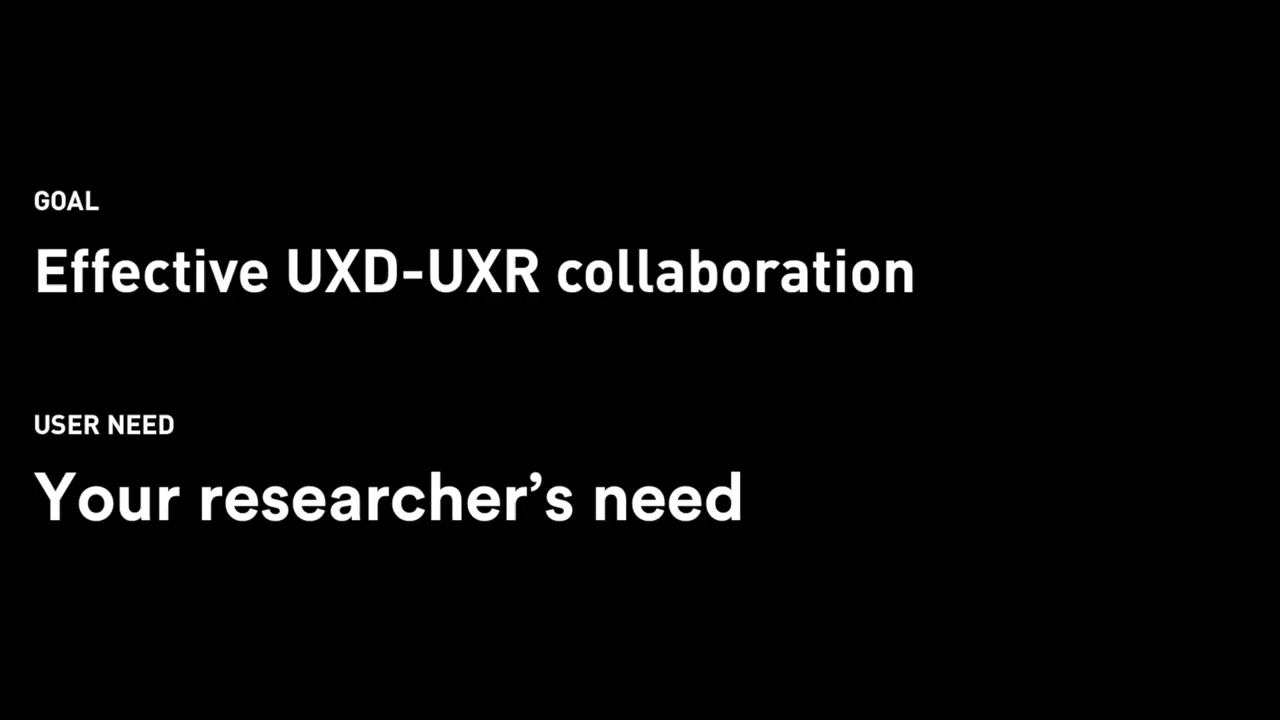 GOAL
Effective UXD-UXR collaboration
USER NEED
Your researcher’s need